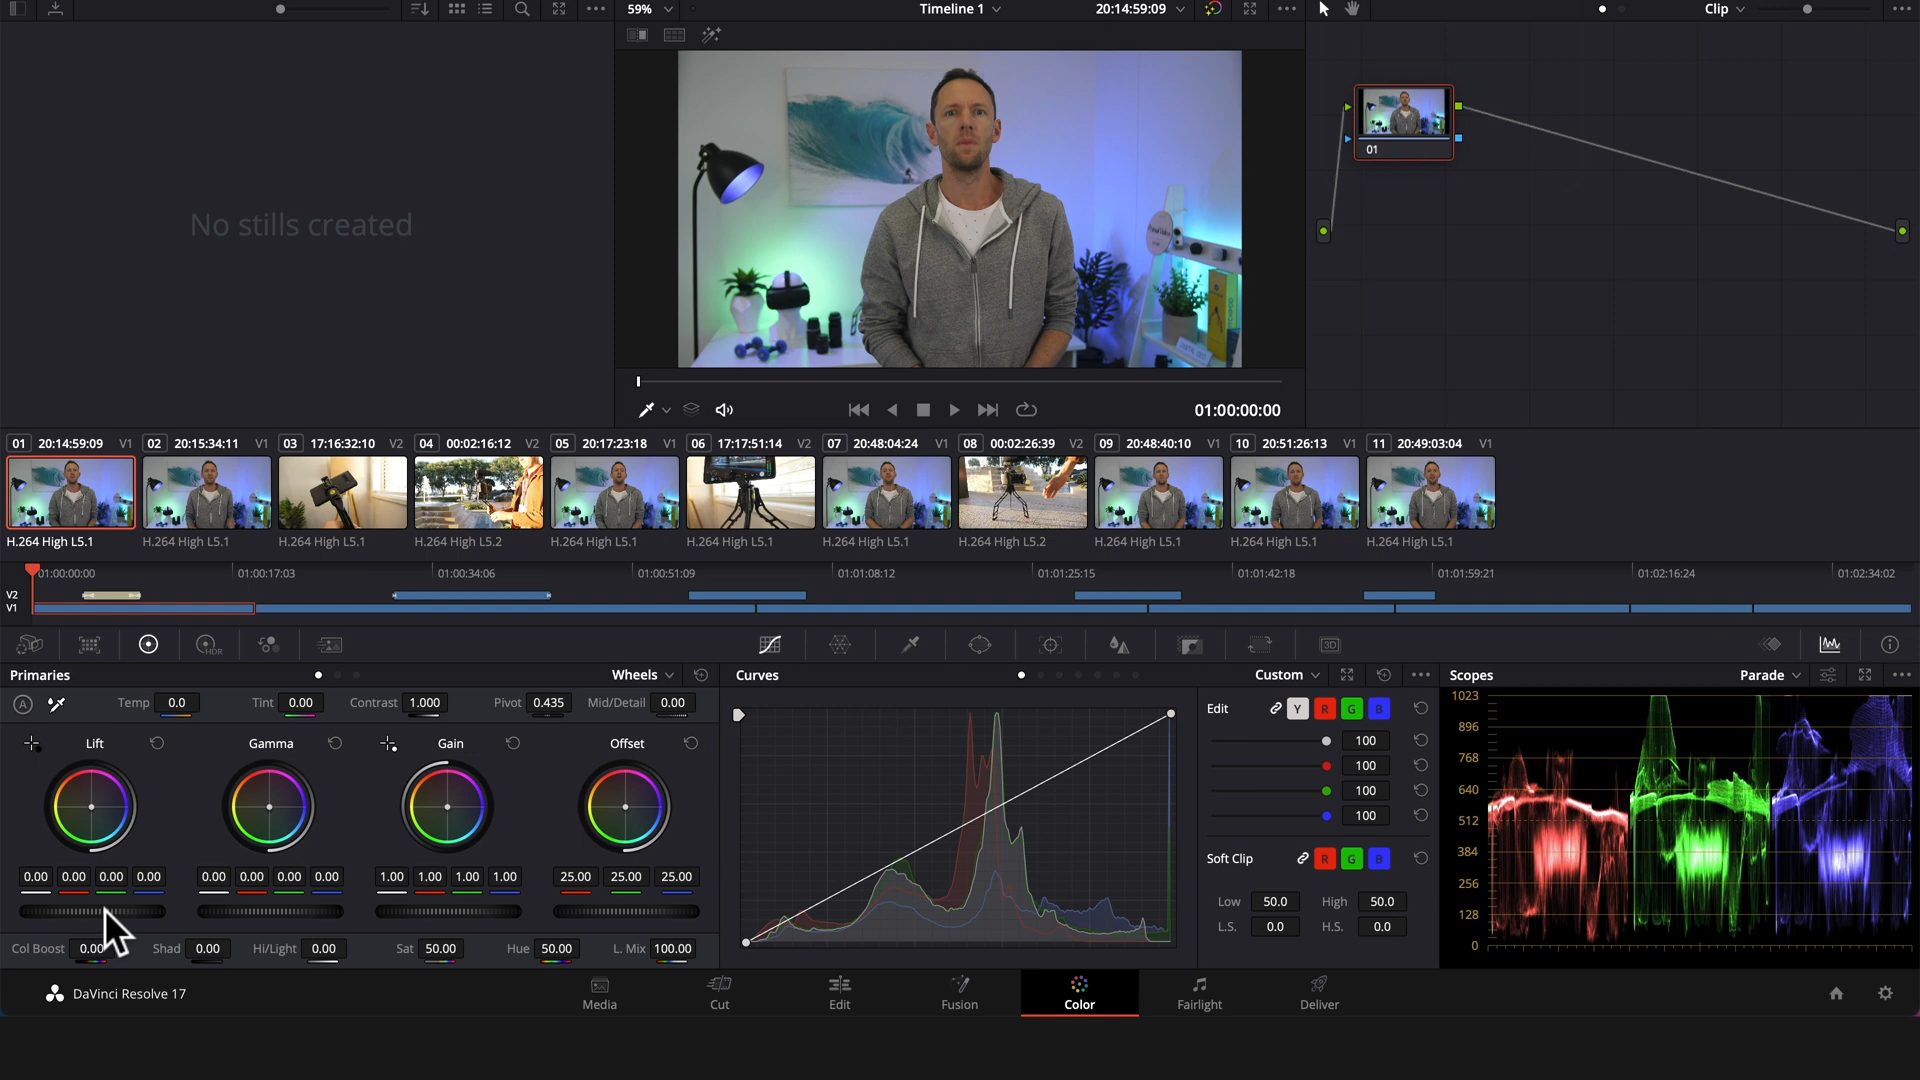 59%
Timeline 1
20:14:59:09
Clip
No stills created
01
01:00:00:00
01 20:14:59:09 V1
02 20:15:34:11 V1
03 17:16:32:10 V2
04 00:02:16:12 V2
05 20:17:23:18 V1
06 17:17:51:14 V2
07 20:48:04:24 V1
08 00:02:26:39 V2
09 20:48:40:10 V1
10 20:51:26:13 V1
11 20:49:03:04 V1
H.264 High L5.1
H.264 High L5.1
H.264 High L5.1
H.264 High L5.2
H.264 High L5.1
H.264 High L5.1
H.264 High L5.1
H.264 High L5.2
H.264 High L5.1
H.264 High L5.1
H.264 High L5.1
01:00:00:00 01:00:17:03 01:00:34:06 01:00:51:09 01:01:08:12 01:01:25:15 01:01:42:18 01:01:59:21 01:02:16:24 01:02:34:02
V2
V1
HDR
3D
Primaries
Wheels
A
Temp 0.0 Tint 0.00 Contrast 1.000 Pivot 0.435 Mid/Detail 0.00
Lift Gamma Gain Offset
0.00 0.00 0.00 0.00 0.00 0.00 0.00 0.00 1.00 1.00 1.00 1.00 25.00 25.00 25.00
Col Boost 0.00 Shad 0.00 Hi/Light 0.00 Sat 50.00 Hue 50.00 L. Mix 100.00
Curves
Custom
Edit Y R G B
100
100
100
100
Soft Clip R G B
Low 50.0 High 50.0
L.S. 0.0 H.S. 0.0
Scopes
Parade
1023
896
768
640
512
384
256
128
0
DaVinci Resolve 17
Media
Cut
Edit
Fusion
Color
Fairlight
Deliver